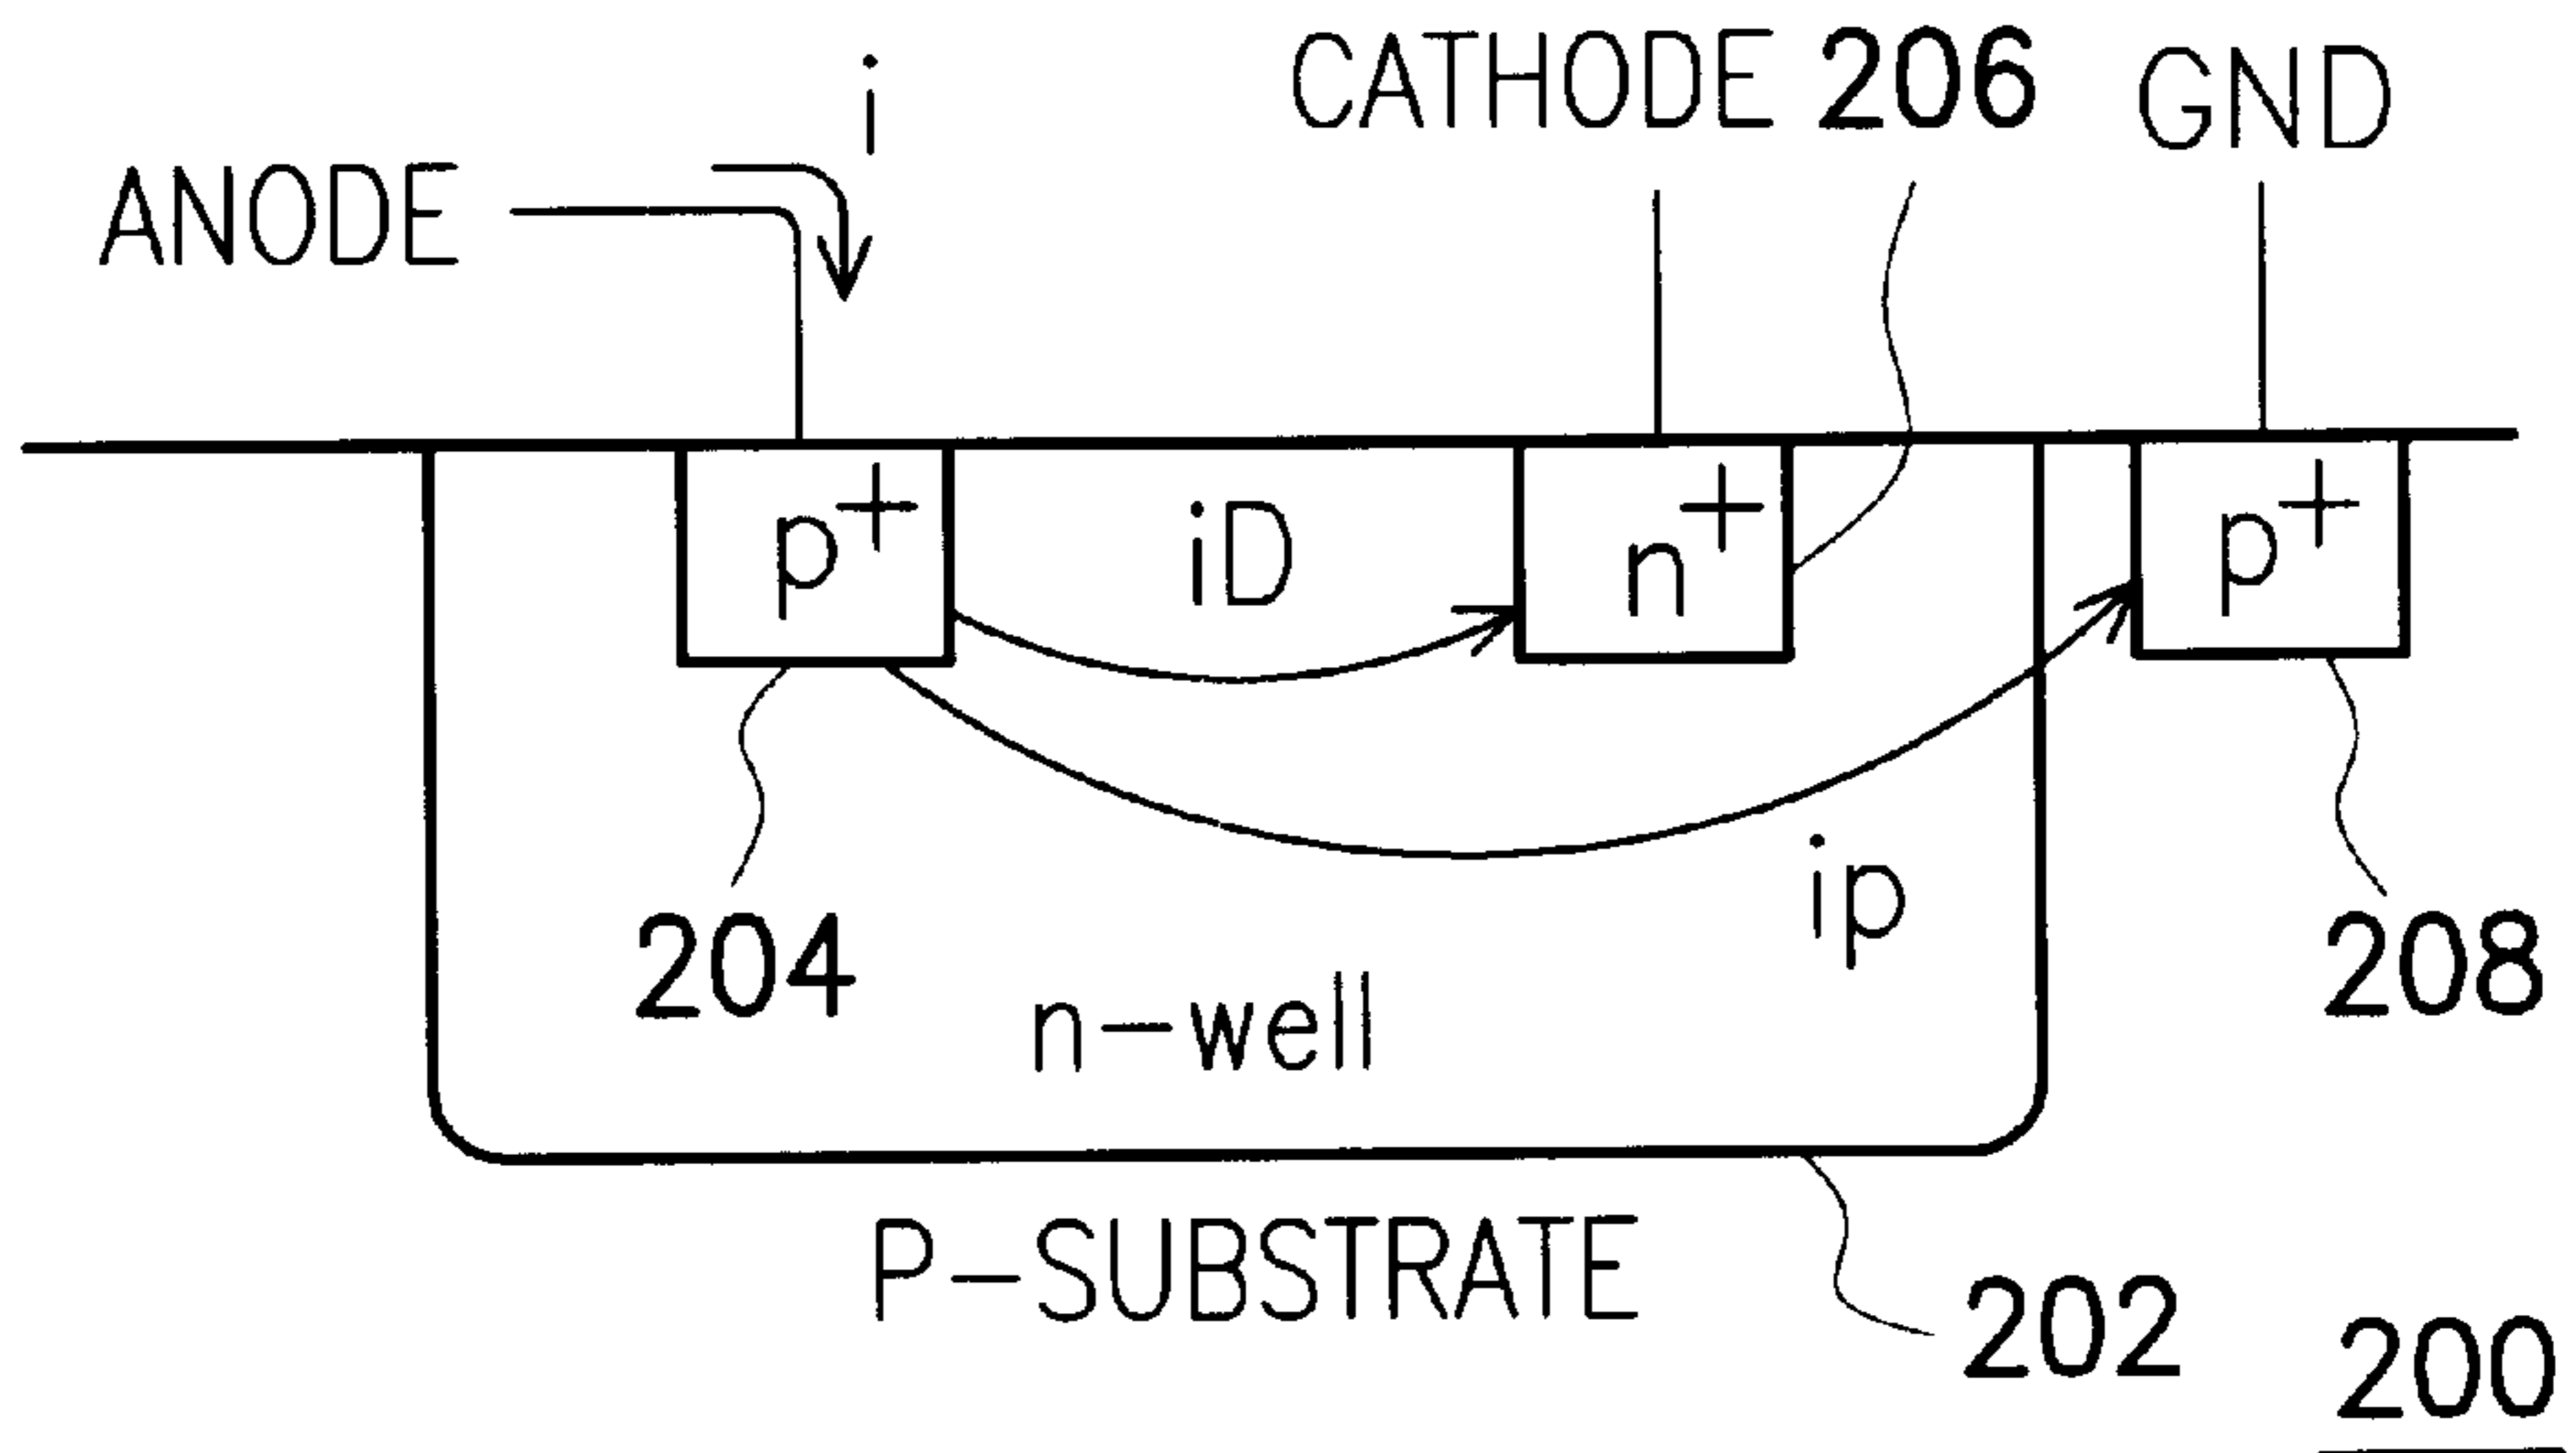 i
CATHODE 206 GND
ANODE
p+ iD n+ p+
ip
204 208
n-well
P-SUBSTRATE
202
200